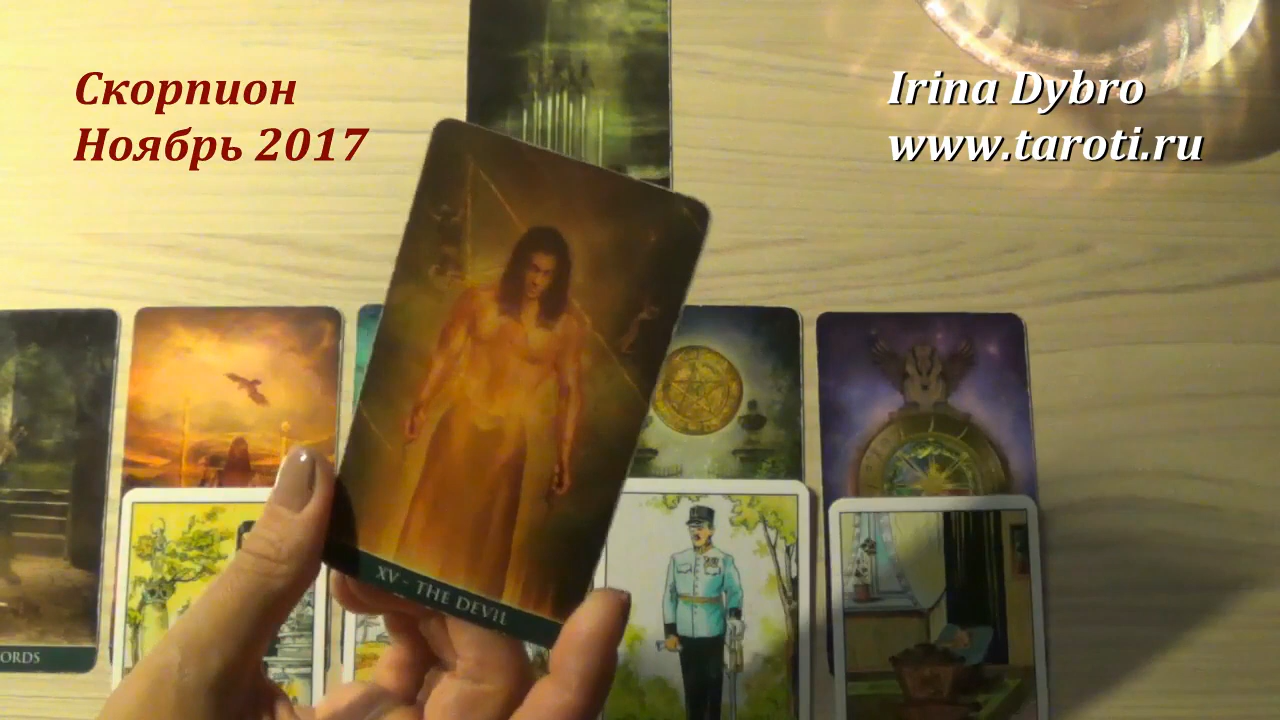 Скорпион
Ноябрь 2017
Irina Dybro
www.taroti.ru
XV - THE DEVIL
ORDS